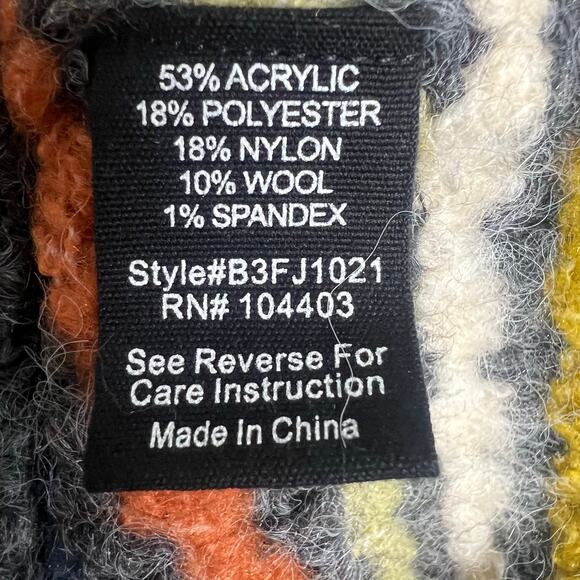 53% ACRYLIC
18% POLYESTER
18% NYLON
10% WOOL
1% SPANDEX
Style#B3FJ1021
RN# 104403
See Reverse For
Care Instruction
Made In China